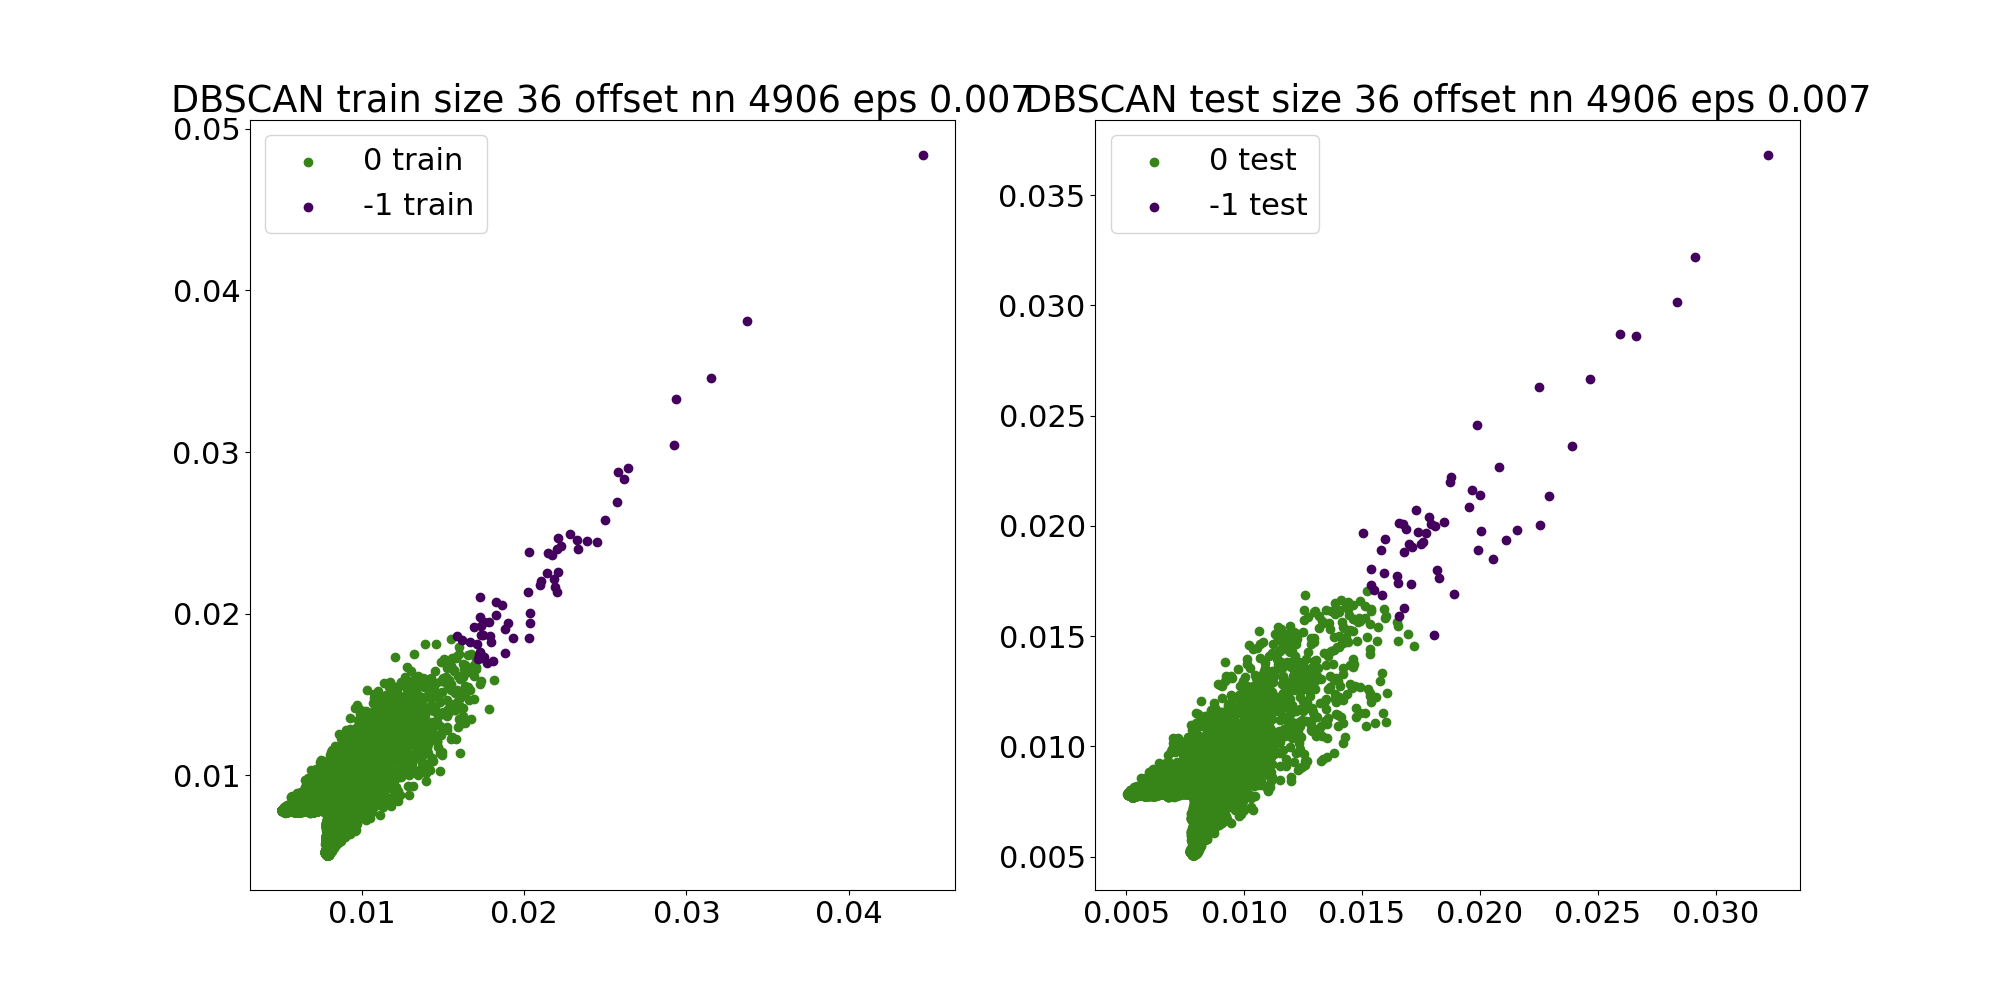 DBSCAN train size 36 offset nn 4906 eps 0.007
0 train
-1 train
0.05
0.04
0.03
0.02
0.01
0.01 0.02 0.03 0.04
DBSCAN test size 36 offset nn 4906 eps 0.007
0 test
-1 test
0.035
0.030
0.025
0.020
0.015
0.010
0.005
0.005 0.010 0.015 0.020 0.025 0.030